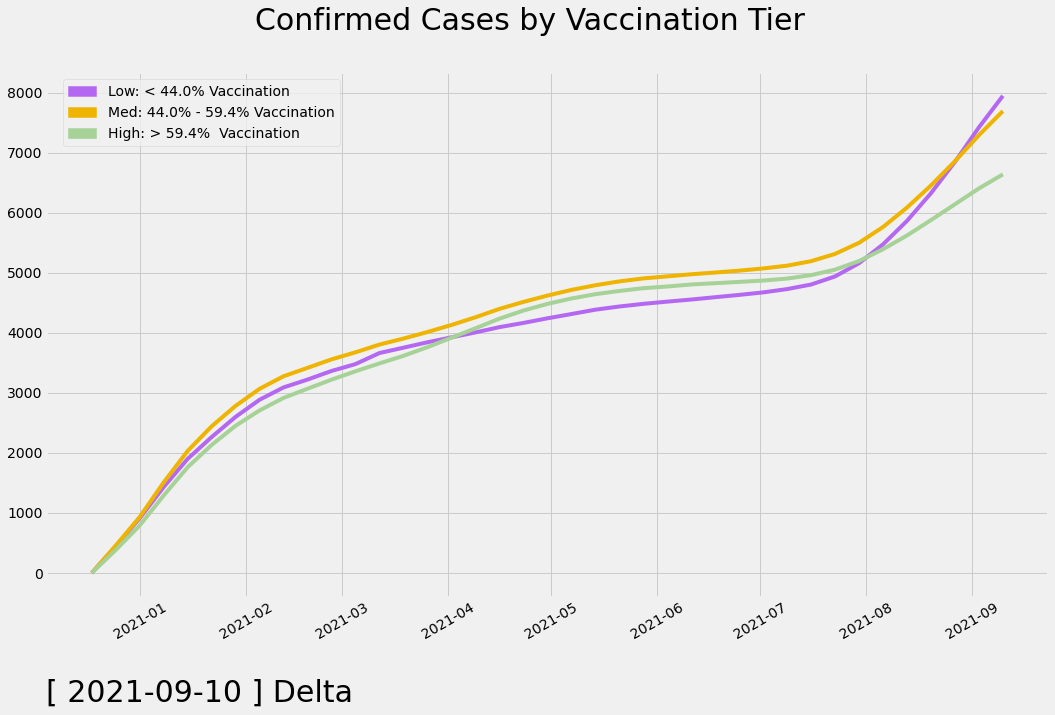 Confirmed Cases by Vaccination Tier
Low: < 44.0% Vaccination
Med: 44.0% - 59.4% Vaccination
High: > 59.4%  Vaccination
8000
7000
6000
5000
4000
3000
2000
1000
0
2021-01 2021-02 2021-03 2021-04 2021-05 2021-06 2021-07 2021-08 2021-09
[ 2021-09-10 ] Delta